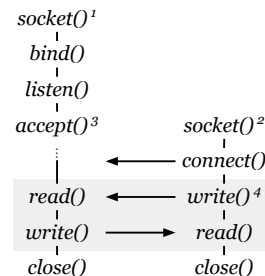 socket()¹
bind()
listen()
accept()³ socket()²
connect()
read() write()⁴
write() read()
close() close()